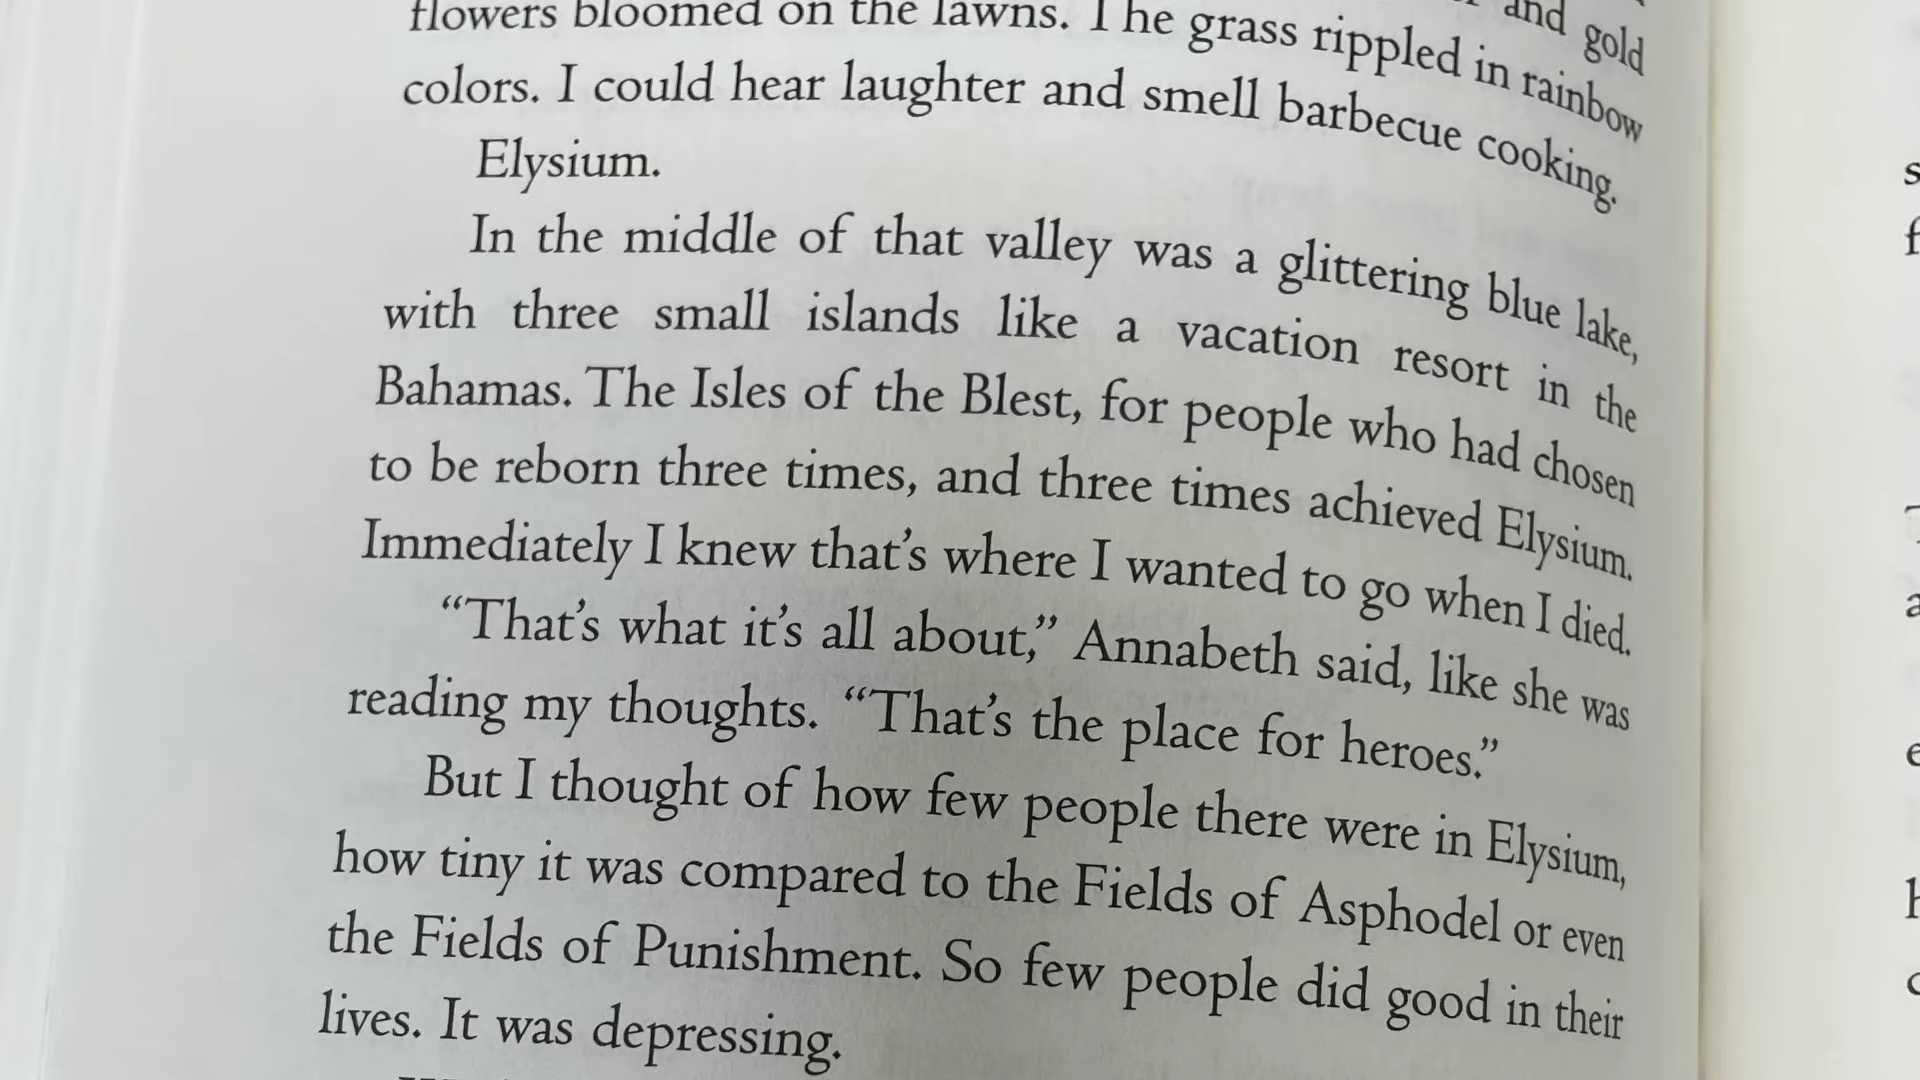 and gold
flowers bloomed on the lawns. The grass rippled in rainbow
colors. I could hear laughter and smell barbecue cooking.
Elysium.
In the middle of that valley was a glittering blue lake,
with three small islands like a vacation resort in the
Bahamas. The Isles of the Blest, for people who had chosen
to be reborn three times, and three times achieved Elysium.
Immediately I knew that’s where I wanted to go when I died.
“That’s what it’s all about,” Annabeth said, like she was
reading my thoughts. “That’s the place for heroes.”
But I thought of how few people there were in Elysium,
how tiny it was compared to the Fields of Asphodel or even
the Fields of Punishment. So few people did good in their
lives. It was depressing.